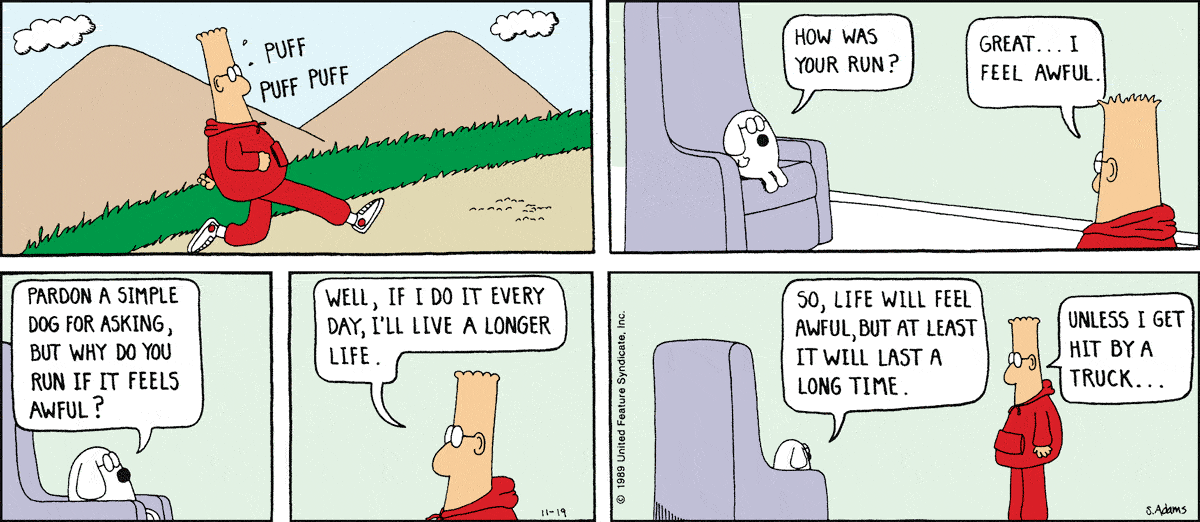 PUFF
PUFF PUFF
HOW WAS
YOUR RUN?
GREAT... I
FEEL AWFUL.
PARDON A SIMPLE
DOG FOR ASKING,
BUT WHY DO YOU
RUN IF IT FEELS
AWFUL?
WELL, IF I DO IT EVERY
DAY, I'LL LIVE A LONGER
LIFE.
11-19
© 1989 United Feature Syndicate, Inc.
SO, LIFE WILL FEEL
AWFUL, BUT AT LEAST
IT WILL LAST A
LONG TIME.
UNLESS I GET
HIT BY A
TRUCK...
S.Adams